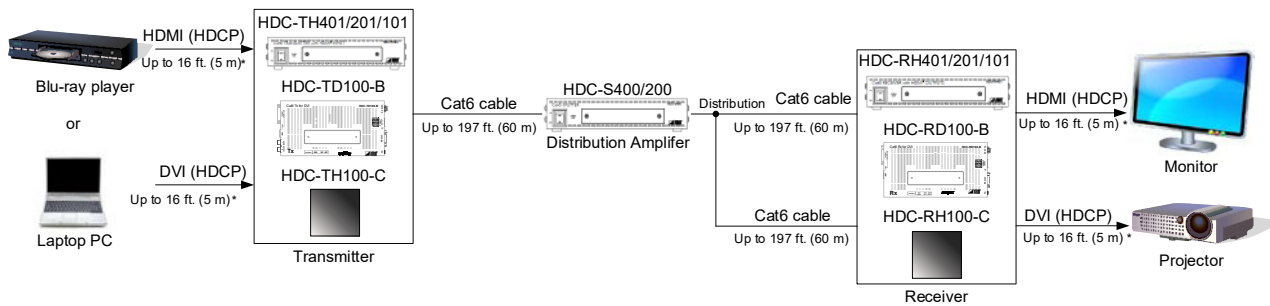 HDMI (HDCP)
Up to 16 ft. (5 m)*
Blu-ray player
or
DVI (HDCP)
Up to 16 ft. (5 m)*
Laptop PC
HDC-TH401/201/101
HDC-TD100-B
Tx
HDC-TH100-C
Transmitter
Cat6 cable
Up to 197 ft. (60 m)
HDC-S400/200
Distribution Amplifer
Distribution
Cat6 cable
Up to 197 ft. (60 m)
Cat6 cable
Up to 197 ft. (60 m)
HDC-RH401/201/101
HDC-RD100-B
Rx
HDC-RH100-C
Receiver
HDMI (HDCP)
Up to 16 ft. (5 m) *
Monitor
DVI (HDCP)
Up to 16 ft. (5 m) *
Projector